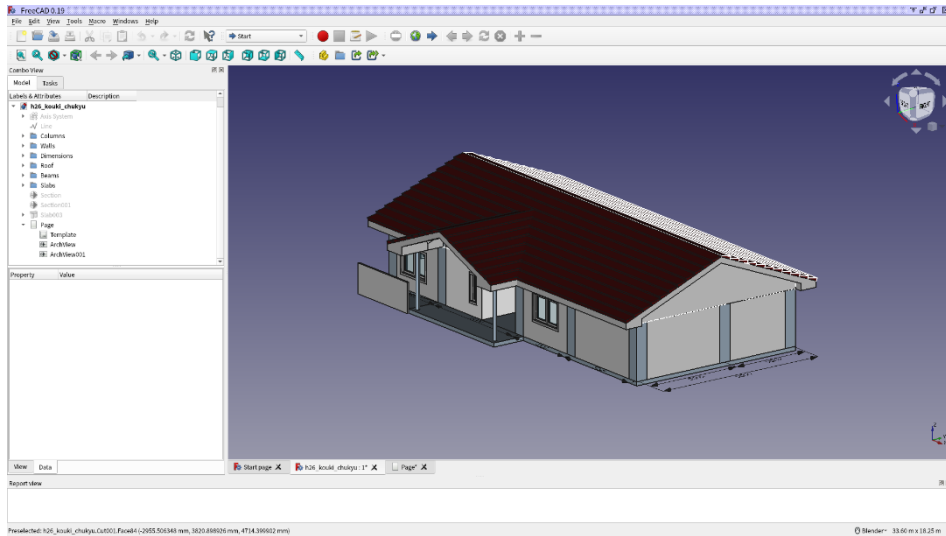 FreeCAD 0.19
File Edit View Tools Macro Windows Help
Start
Combo View
Model Tasks
Labels & Attributes Description
h26_kouki_chukyu
Axis System
Line
Columns
Walls
Dimensions
Roof
Beams
Slabs
Section
Section001
Slab003
Page
Template
ArchView
ArchView001
Property Value
RIGHT
View Data
Start page h26_kouki_chukyu : 1* Page*
Report view
Preselected: h26_kouki_chukyu.Cut001.Face84 (-2955.506348 mm, 3820.898926 mm, 4714.399902 mm)
Blender 33.60 m x 18.25 m